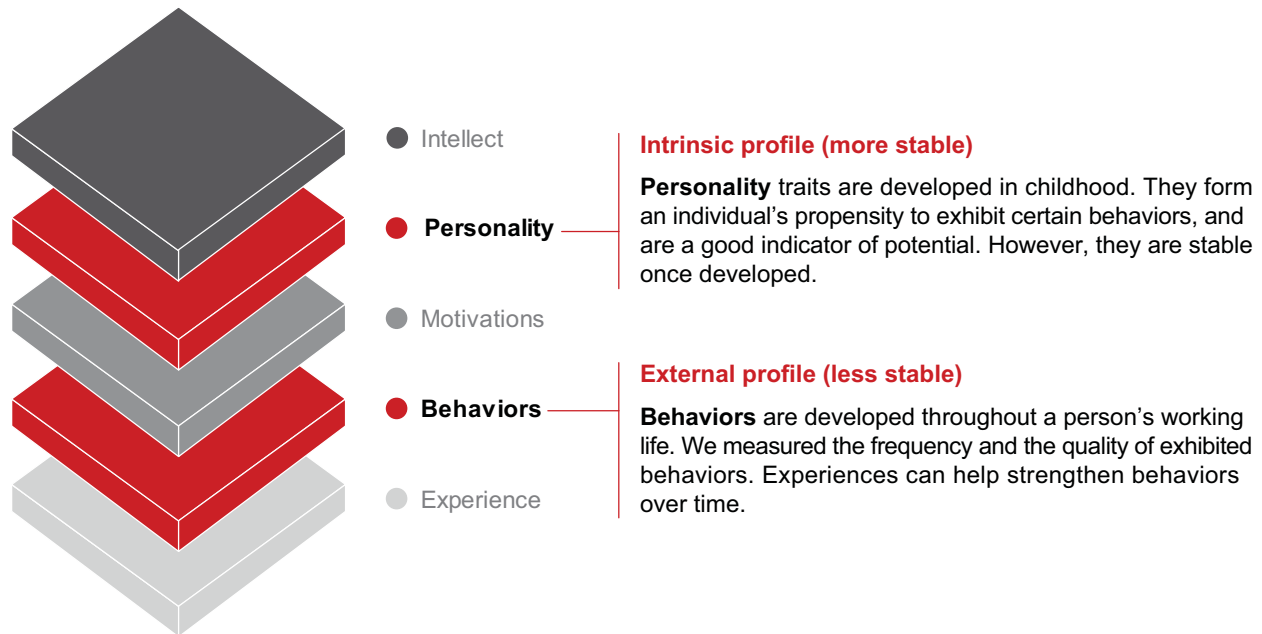 Intellect
Personality
Motivations
Behaviors
Experience
Intrinsic profile (more stable)
Personality traits are developed in childhood. They form
an individual’s propensity to exhibit certain behaviors, and
are a good indicator of potential. However, they are stable
once developed.
External profile (less stable)
Behaviors are developed throughout a person’s working
life. We measured the frequency and the quality of exhibited
behaviors. Experiences can help strengthen behaviors
over time.